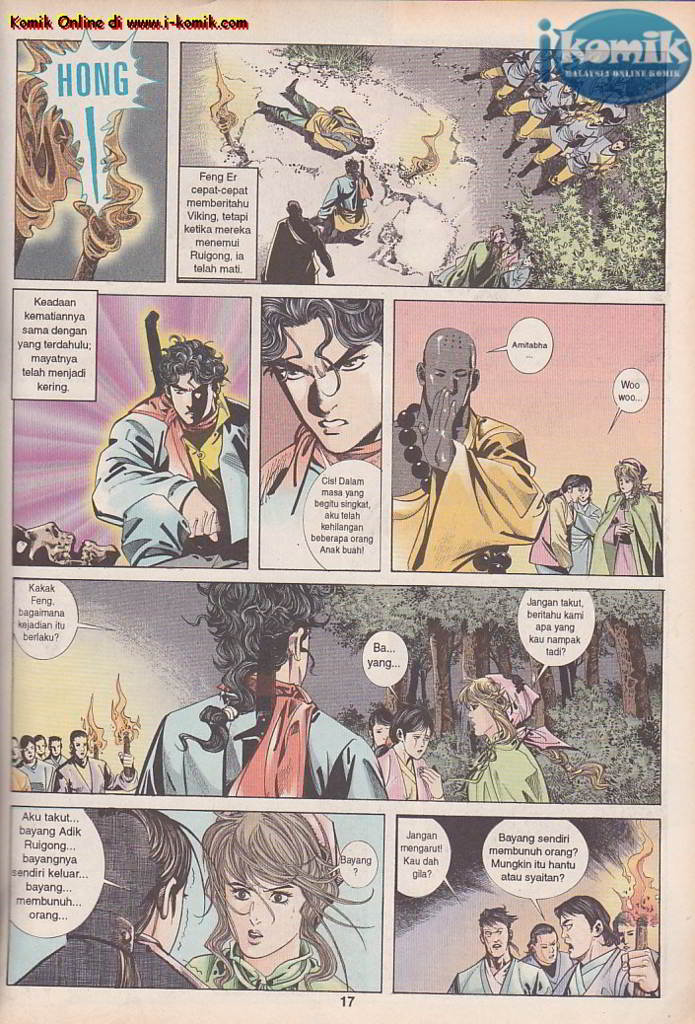 Komik Online di www.i-komik.com
ikomik
MALAYSIA ONLINE KOMIK
HONG
!
Feng Er
cepat-cepat
memberitahu
Viking, tetapi
ketika mereka
menemui
Ruigong, ia
telah mati.
Keadaan
kematiannya
sama dengan
yang terdahulu;
mayatnya
telah menjadi
kering.
Cis! Dalam
masa yang
begitu singkat,
aku telah
kehilangan
beberapa orang
Anak buah!
Amitabha
...
Woo
woo...
Kakak
Feng,
bagaimana
kejadian itu
berlaku?
Ba...
yang...
Jangan takut,
beritahu kami
apa yang
kau nampak
tadi?
Aku takut...
bayang Adik
Ruigong...
bayangnya
sendiri keluar...
bayang...
membunuh...
orang...
Bayang
?
Jangan
mengarut!
Kau dah
gila?
Bayang sendiri
membunuh orang?
Mungkin itu hantu
atau syaitan?
17